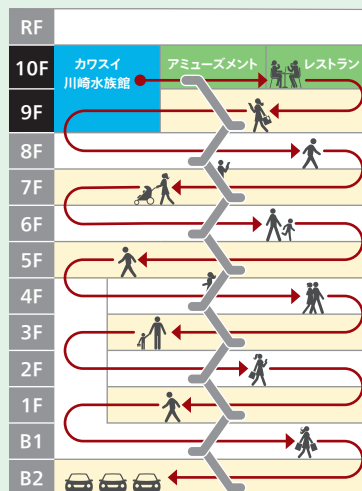 RF
10F
カワスイ
川崎水族館
アミューズメント
レストラン
9F
8F
7F
6F
5F
4F
3F
2F
1F
B1
B2